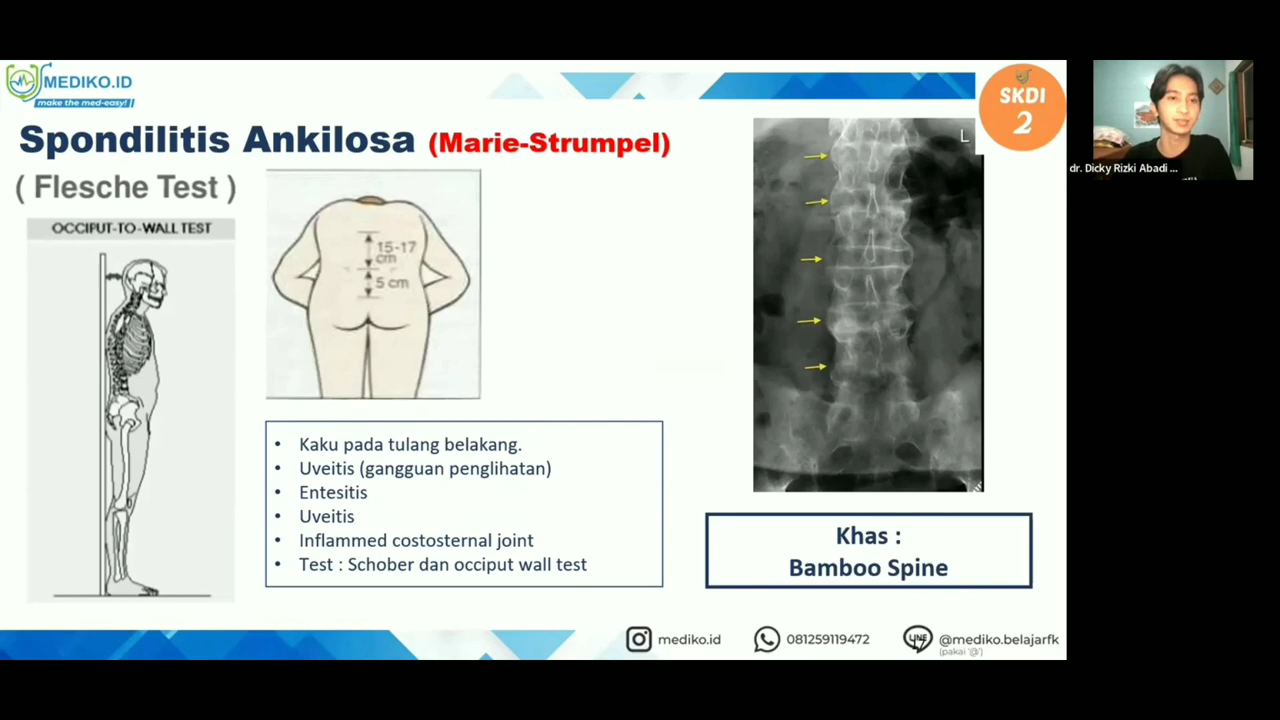 MEDIKO.ID
make the med-easy!
SKDI
2
Spondilitis Ankilosa (Marie-Strumpel)
( Flesche Test )
OCCIPUT-TO-WALL TEST
15-17
cm
5 cm
L
dr. Dicky Rizki Abadi ...
• Kaku pada tulang belakang.
• Uveitis (gangguan penglihatan)
• Entesitis
• Uveitis
• Inflammed costosternal joint
• Test : Schober dan occiput wall test
Khas :
Bamboo Spine
mediko.id
081259119472
LINE
@mediko.belajarfk
(pakai '@')